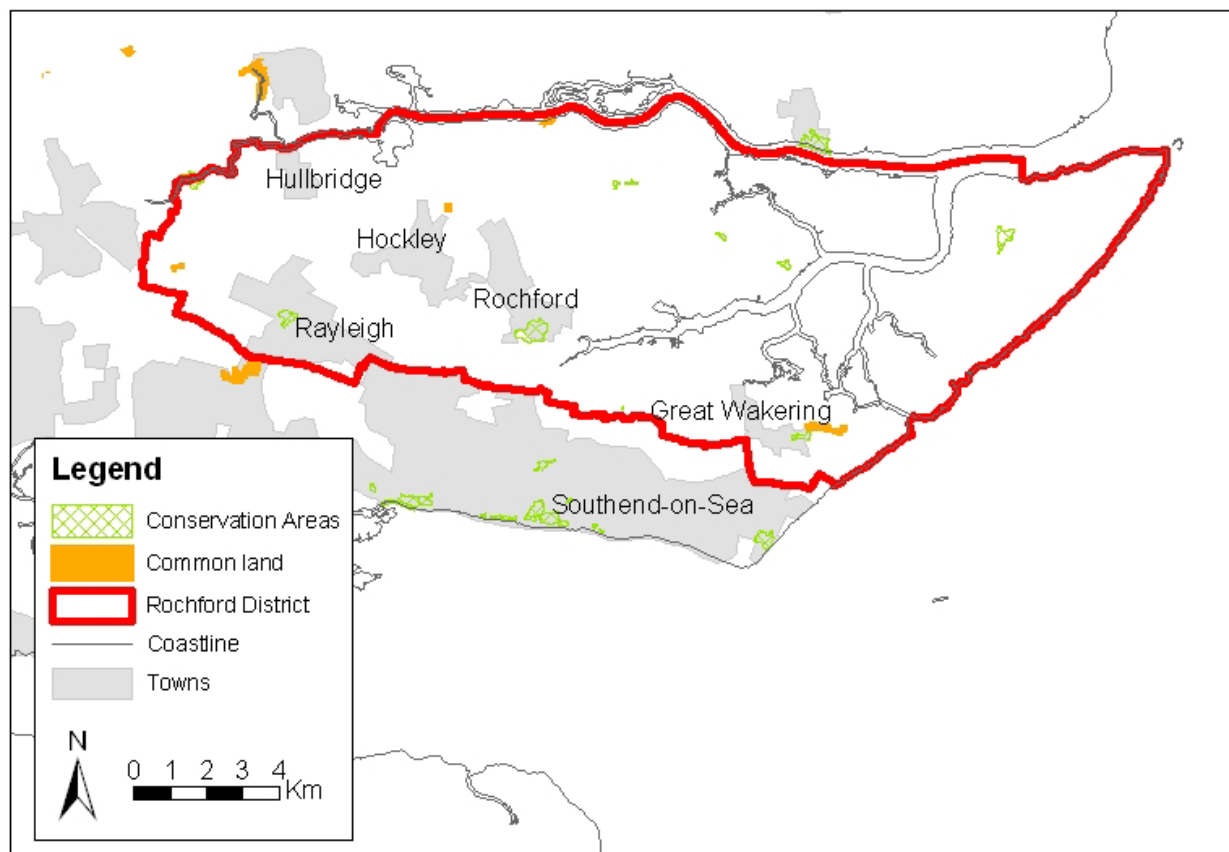 Hullbridge
Hockley
Rochford
Rayleigh
Great Wakering
Southend-on-Sea
Legend
Conservation Areas
Common land
Rochford District
Coastline
Towns
N
0 1 2 3 4
Km